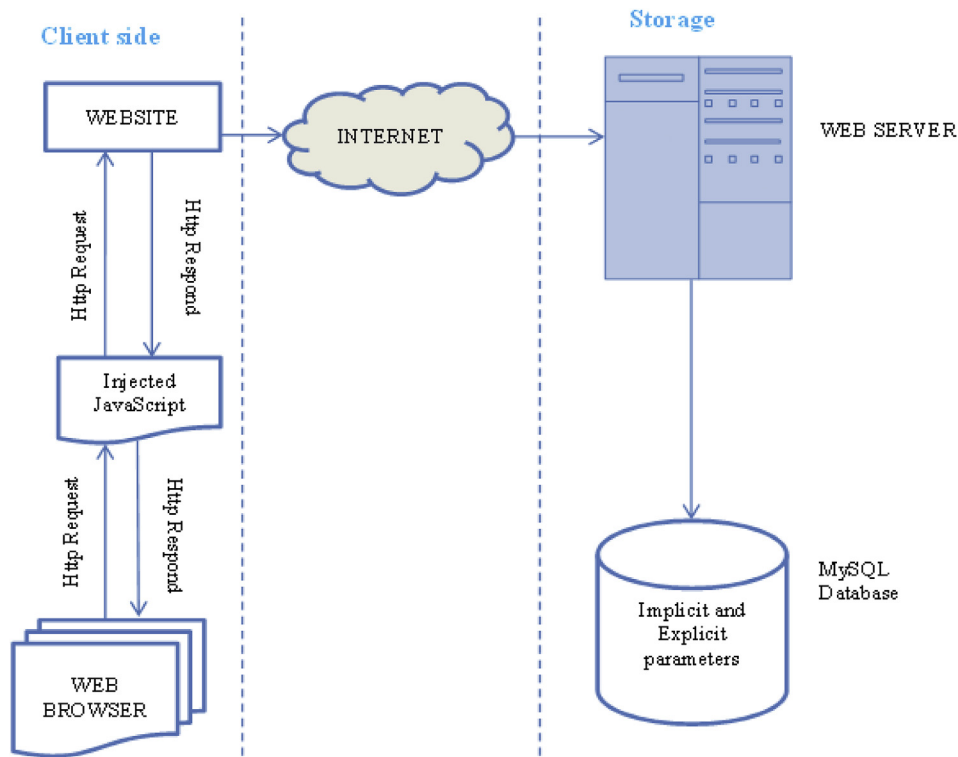 Client side
Storage
WEBSITE
INTERNET
WEB SERVER
Http Request
Http Respond
Injected
JavaScript
Http Request
Http Respond
WEB
BROWSER
Implicit and
Explicit
parameters
MySQL
Database